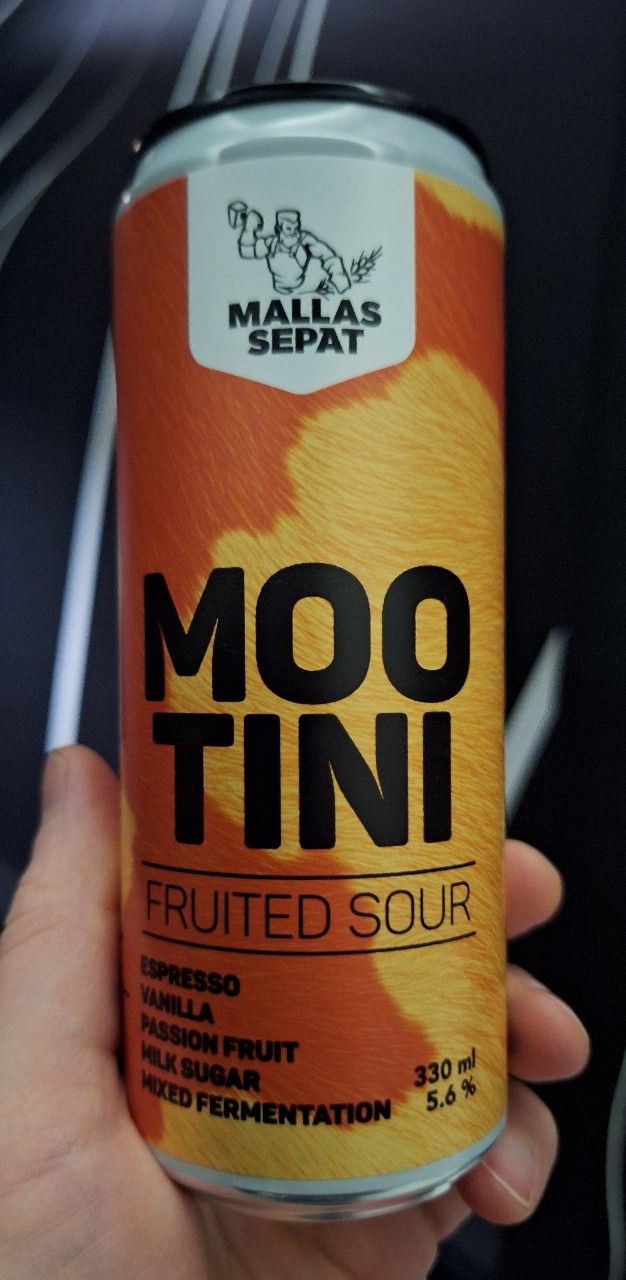 MALLAS
SEPAT
MOO
TINI
FRUITED SOUR
ESPRESSO
VANILLA
PASSION FRUIT
MILK SUGAR
MIXED FERMENTATION
330 ml
5.6 %